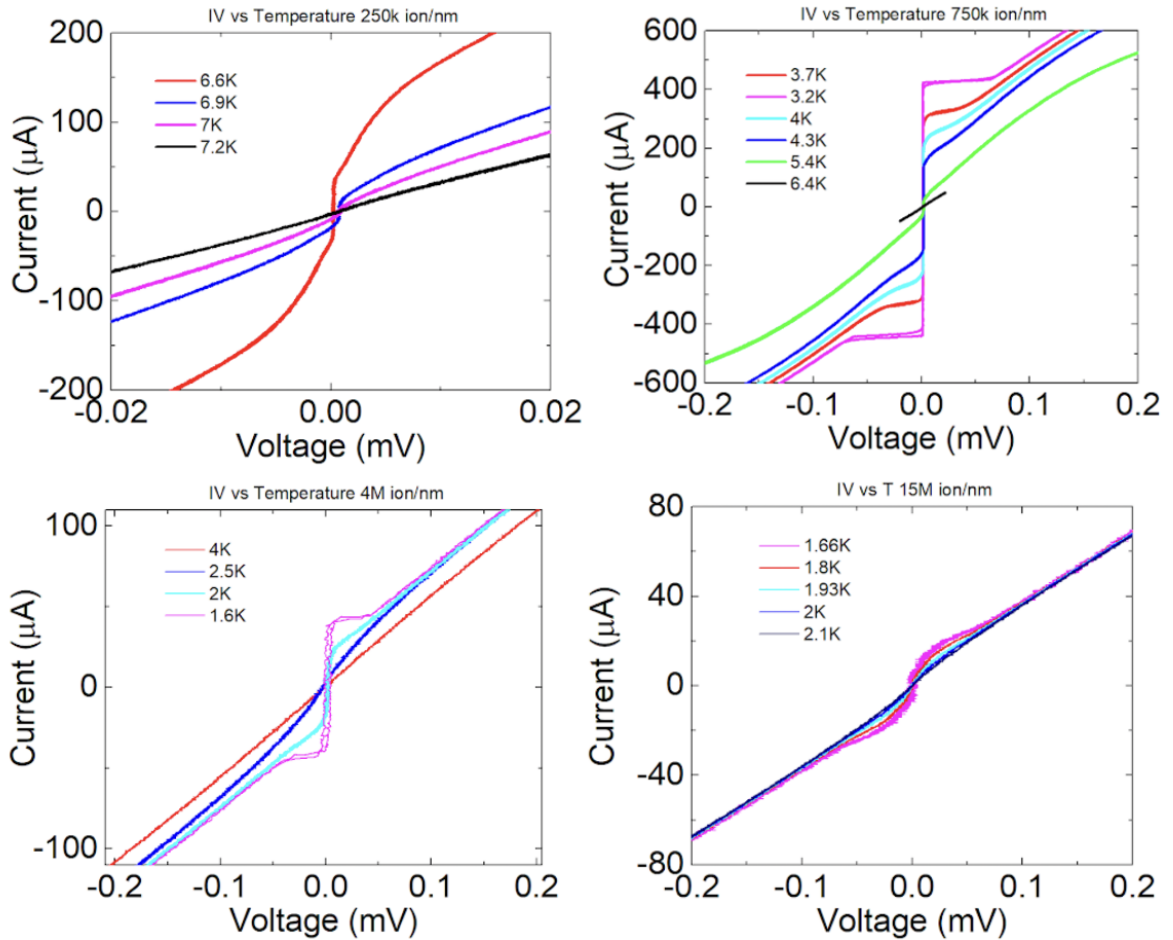 IV vs Temperature 250k ion/nm
200
100
0
-100
-200
Current (μA)
6.6K
6.9K
7K
7.2K
-0.02
0.00
0.02
Voltage (mV)
IV vs Temperature 750k ion/nm
600
400
200
0
-200
-400
-600
Current (μA)
3.7K
3.2K
4K
4.3K
5.4K
6.4K
-0.2 -0.1 0.0 0.1 0.2
Voltage (mV)
IV vs Temperature 4M ion/nm
100
0
-100
Current (μA)
4K
2.5K
2K
1.6K
-0.2 -0.1 0.0 0.1 0.2
Voltage (mV)
IV vs T 15M ion/nm
80
40
0
-40
-80
Current (μA)
1.66K
1.8K
1.93K
2K
2.1K
-0.2 -0.1 0.0 0.1 0.2
Voltage (mV)